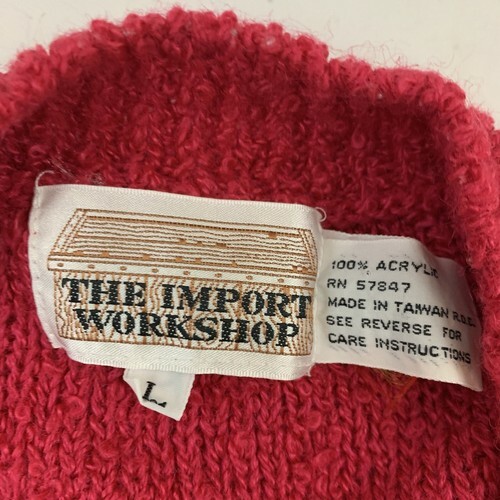 THE IMPORT
WORKSHOP
L
100% ACRYLIC
RN 57847
MADE IN TAIWAN R.O.C.
SEE REVERSE FOR
CARE INSTRUCTIONS